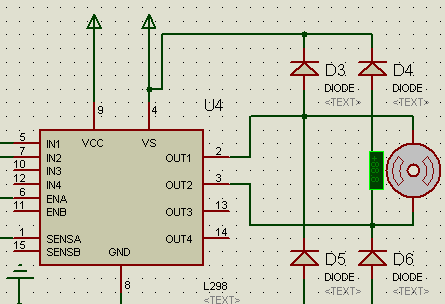 9 4
U4
D3 D4
DIODE DIODE
<TEXT> <TEXT>
VCC VS
5 IN1
7 IN2 OUT1 2
10 IN3
12 IN4 OUT2 3
6 ENA
11 ENB OUT3 13
1 SENSA OUT4 14
15 SENSB GND
D5 D6
DIODE DIODE
<TEXT> <TEXT>
8
L298
<TEXT>